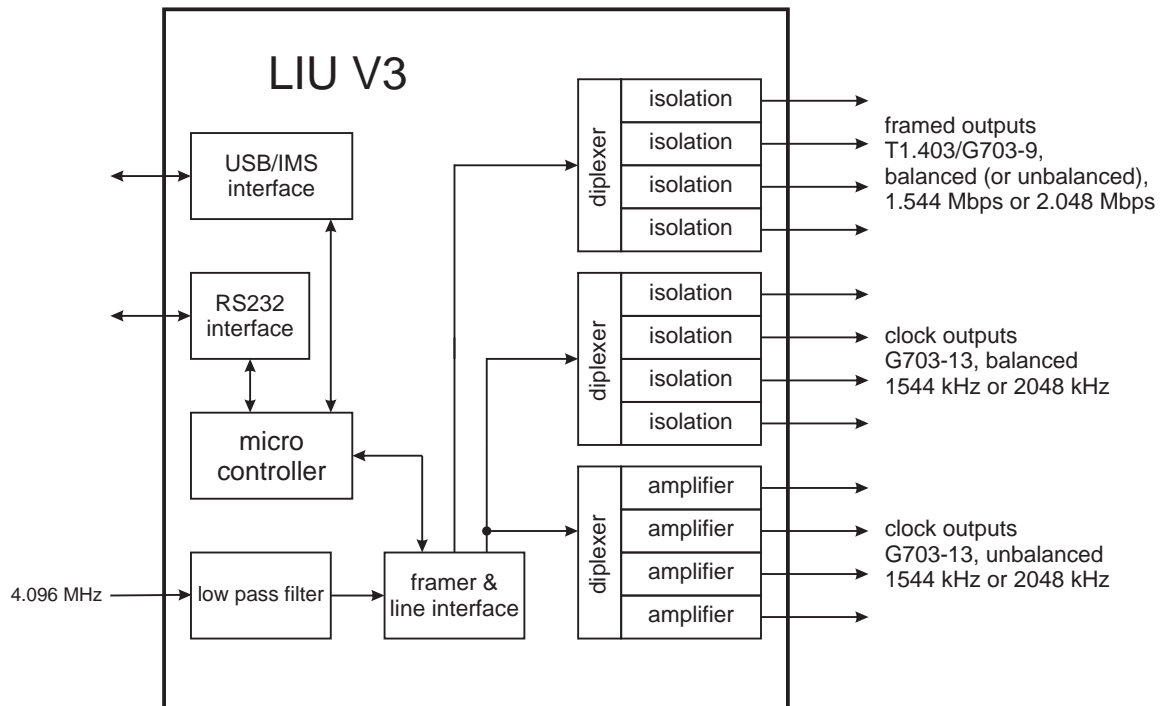 LIU V3
USB/IMS
interface
RS232
interface
micro
controller
4.096 MHz
low pass filter
framer &
line interface
diplexer
isolation
isolation
isolation
isolation
framed outputs
T1.403/G703-9,
balanced (or unbalanced),
1.544 Mbps or 2.048 Mbps
diplexer
isolation
isolation
isolation
isolation
clock outputs
G703-13, balanced
1544 kHz or 2048 kHz
diplexer
amplifier
amplifier
amplifier
amplifier
clock outputs
G703-13, unbalanced
1544 kHz or 2048 kHz